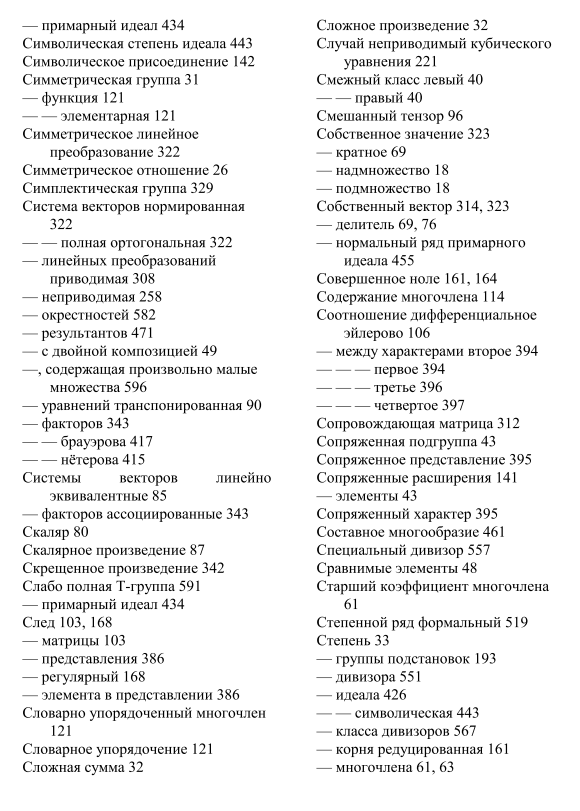 — примарный идеал 434
Символическая степень идеала 443
Символическое присоединение 142
Симметрическая группа 31
— функция 121
— — элементарная 121
Симметрическое линейное
преобразование 322
Симметрическое отношение 26
Симплектическая группа 329
Система векторов нормированная
322
— — полная ортогональная 322
— линейных преобразований
приводимая 308
— неприводимая 258
— окрестностей 582
— результантов 471
— с двойной композицией 49
—, содержащая произвольно малые
множества 596
— уравнений транспонированная 90
— факторов 343
— — брауэрова 417
— — нётерова 415
Системы векторов линейно
эквивалентные 85
— факторов ассоциированные 343
Скаляр 80
Скалярное произведение 87
Скрещенное произведение 342
Слабо полная Т-группа 591
— примарный идеал 434
След 103, 168
— матрицы 103
— представления 386
— регулярный 168
— элемента в представлении 386
Словарно упорядоченный многочлен
121
Словарное упорядочение 121
Сложная сумма 32
Сложное произведение 32
Случай неприводимый кубического
уравнения 221
Смежный класс левый 40
— — правый 40
Смешанный тензор 96
Собственное значение 323
— кратное 69
— надмножество 18
— подмножество 18
Собственный вектор 314, 323
— делитель 69, 76
— нормальный ряд примарного
идеала 455
Совершенное ноле 161, 164
Содержание многочлена 114
Соотношение дифференциальное
эйлерово 106
— между характерами второе 394
— — — первое 394
— — — третье 396
— — — четвертое 397
Сопровождающая матрица 312
Сопряженная подгруппа 43
Сопряженное представление 395
Сопряженные расширения 141
— элементы 43
Сопряженный характер 395
Составное многообразие 461
Специальный дивизор 557
Сравнимые элементы 48
Старший коэффициент многочлена
61
Степенной ряд формальный 519
Степень 33
— группы подстановок 193
— дивизора 551
— идеала 426
— — символическая 443
— класса дивизоров 567
— корня редуцированная 161
— многочлена 61, 63